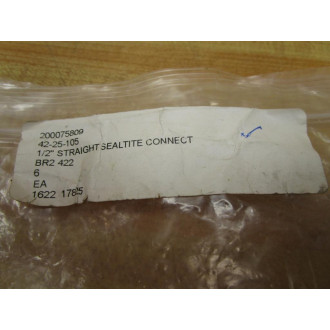 200075809
42-25-105
1/2" STRAIGHT SEALTITE CONNECT
BR2 422
6
EA
1622 1785